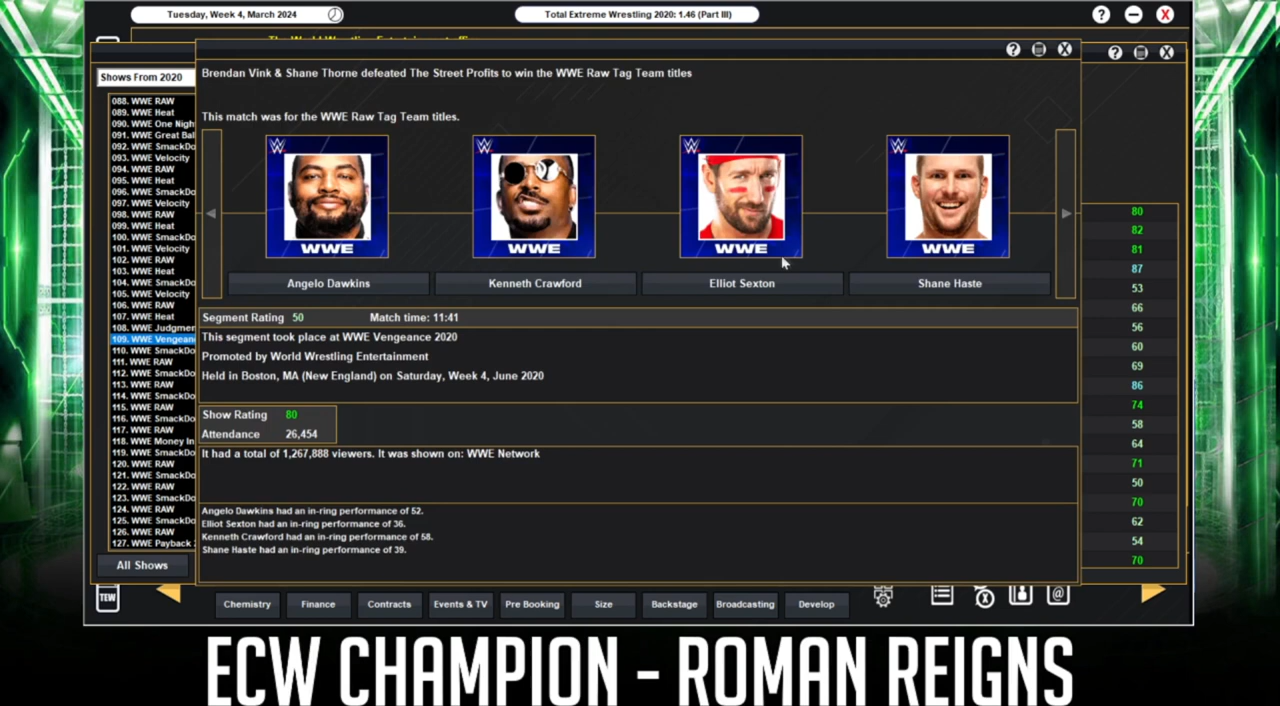 Tuesday, Week 4, March 2024
Total Extreme Wrestling 2020: 1.46 (Part III)
Shows From 2020
088. WWE RAW
089. WWE Heat
090. WWE One Nigh
091. WWE Great Bal
092. WWE SmackDo
093. WWE Velocity
094. WWE RAW
095. WWE Heat
096. WWE SmackDo
097. WWE Velocity
098. WWE RAW
099. WWE Heat
100. WWE SmackDo
101. WWE Velocity
102. WWE RAW
103. WWE Heat
104. WWE SmackDo
105. WWE Velocity
106. WWE RAW
107. WWE Heat
108. WWE Judgmer
109. WWE Vengean
110. WWE SmackDo
111. WWE RAW
112. WWE SmackDo
113. WWE RAW
114. WWE SmackDo
115. WWE RAW
116. WWE SmackDo
117. WWE RAW
118. WWE Money In
119. WWE SmackDo
120. WWE RAW
121. WWE SmackDo
122. WWE RAW
123. WWE SmackDo
124. WWE RAW
125. WWE SmackDo
126. WWE RAW
127. WWE Payback
All Shows
Brendan Vink & Shane Thorne defeated The Street Profits to win the WWE Raw Tag Team titles
This match was for the WWE Raw Tag Team titles.
WWE WWE WWE WWE
Angelo Dawkins Kenneth Crawford Elliot Sexton Shane Haste
Segment Rating 50 Match time: 11:41
This segment took place at WWE Vengeance 2020
Promoted by World Wrestling Entertainment
Held in Boston, MA (New England) on Saturday, Week 4, June 2020
Show Rating 80
Attendance 26,454
It had a total of 1,267,888 viewers. It was shown on: WWE Network
Angelo Dawkins had an in-ring performance of 52.
Elliot Sexton had an in-ring performance of 36.
Kenneth Crawford had an in-ring performance of 58.
Shane Haste had an in-ring performance of 39.
80
82
81
87
53
66
56
60
69
86
74
58
64
71
50
70
62
54
70
TEW
Chemistry Finance Contracts Events & TV Pre Booking Size Backstage Broadcasting Develop
ECW CHAMPION - ROMAN REIGNS